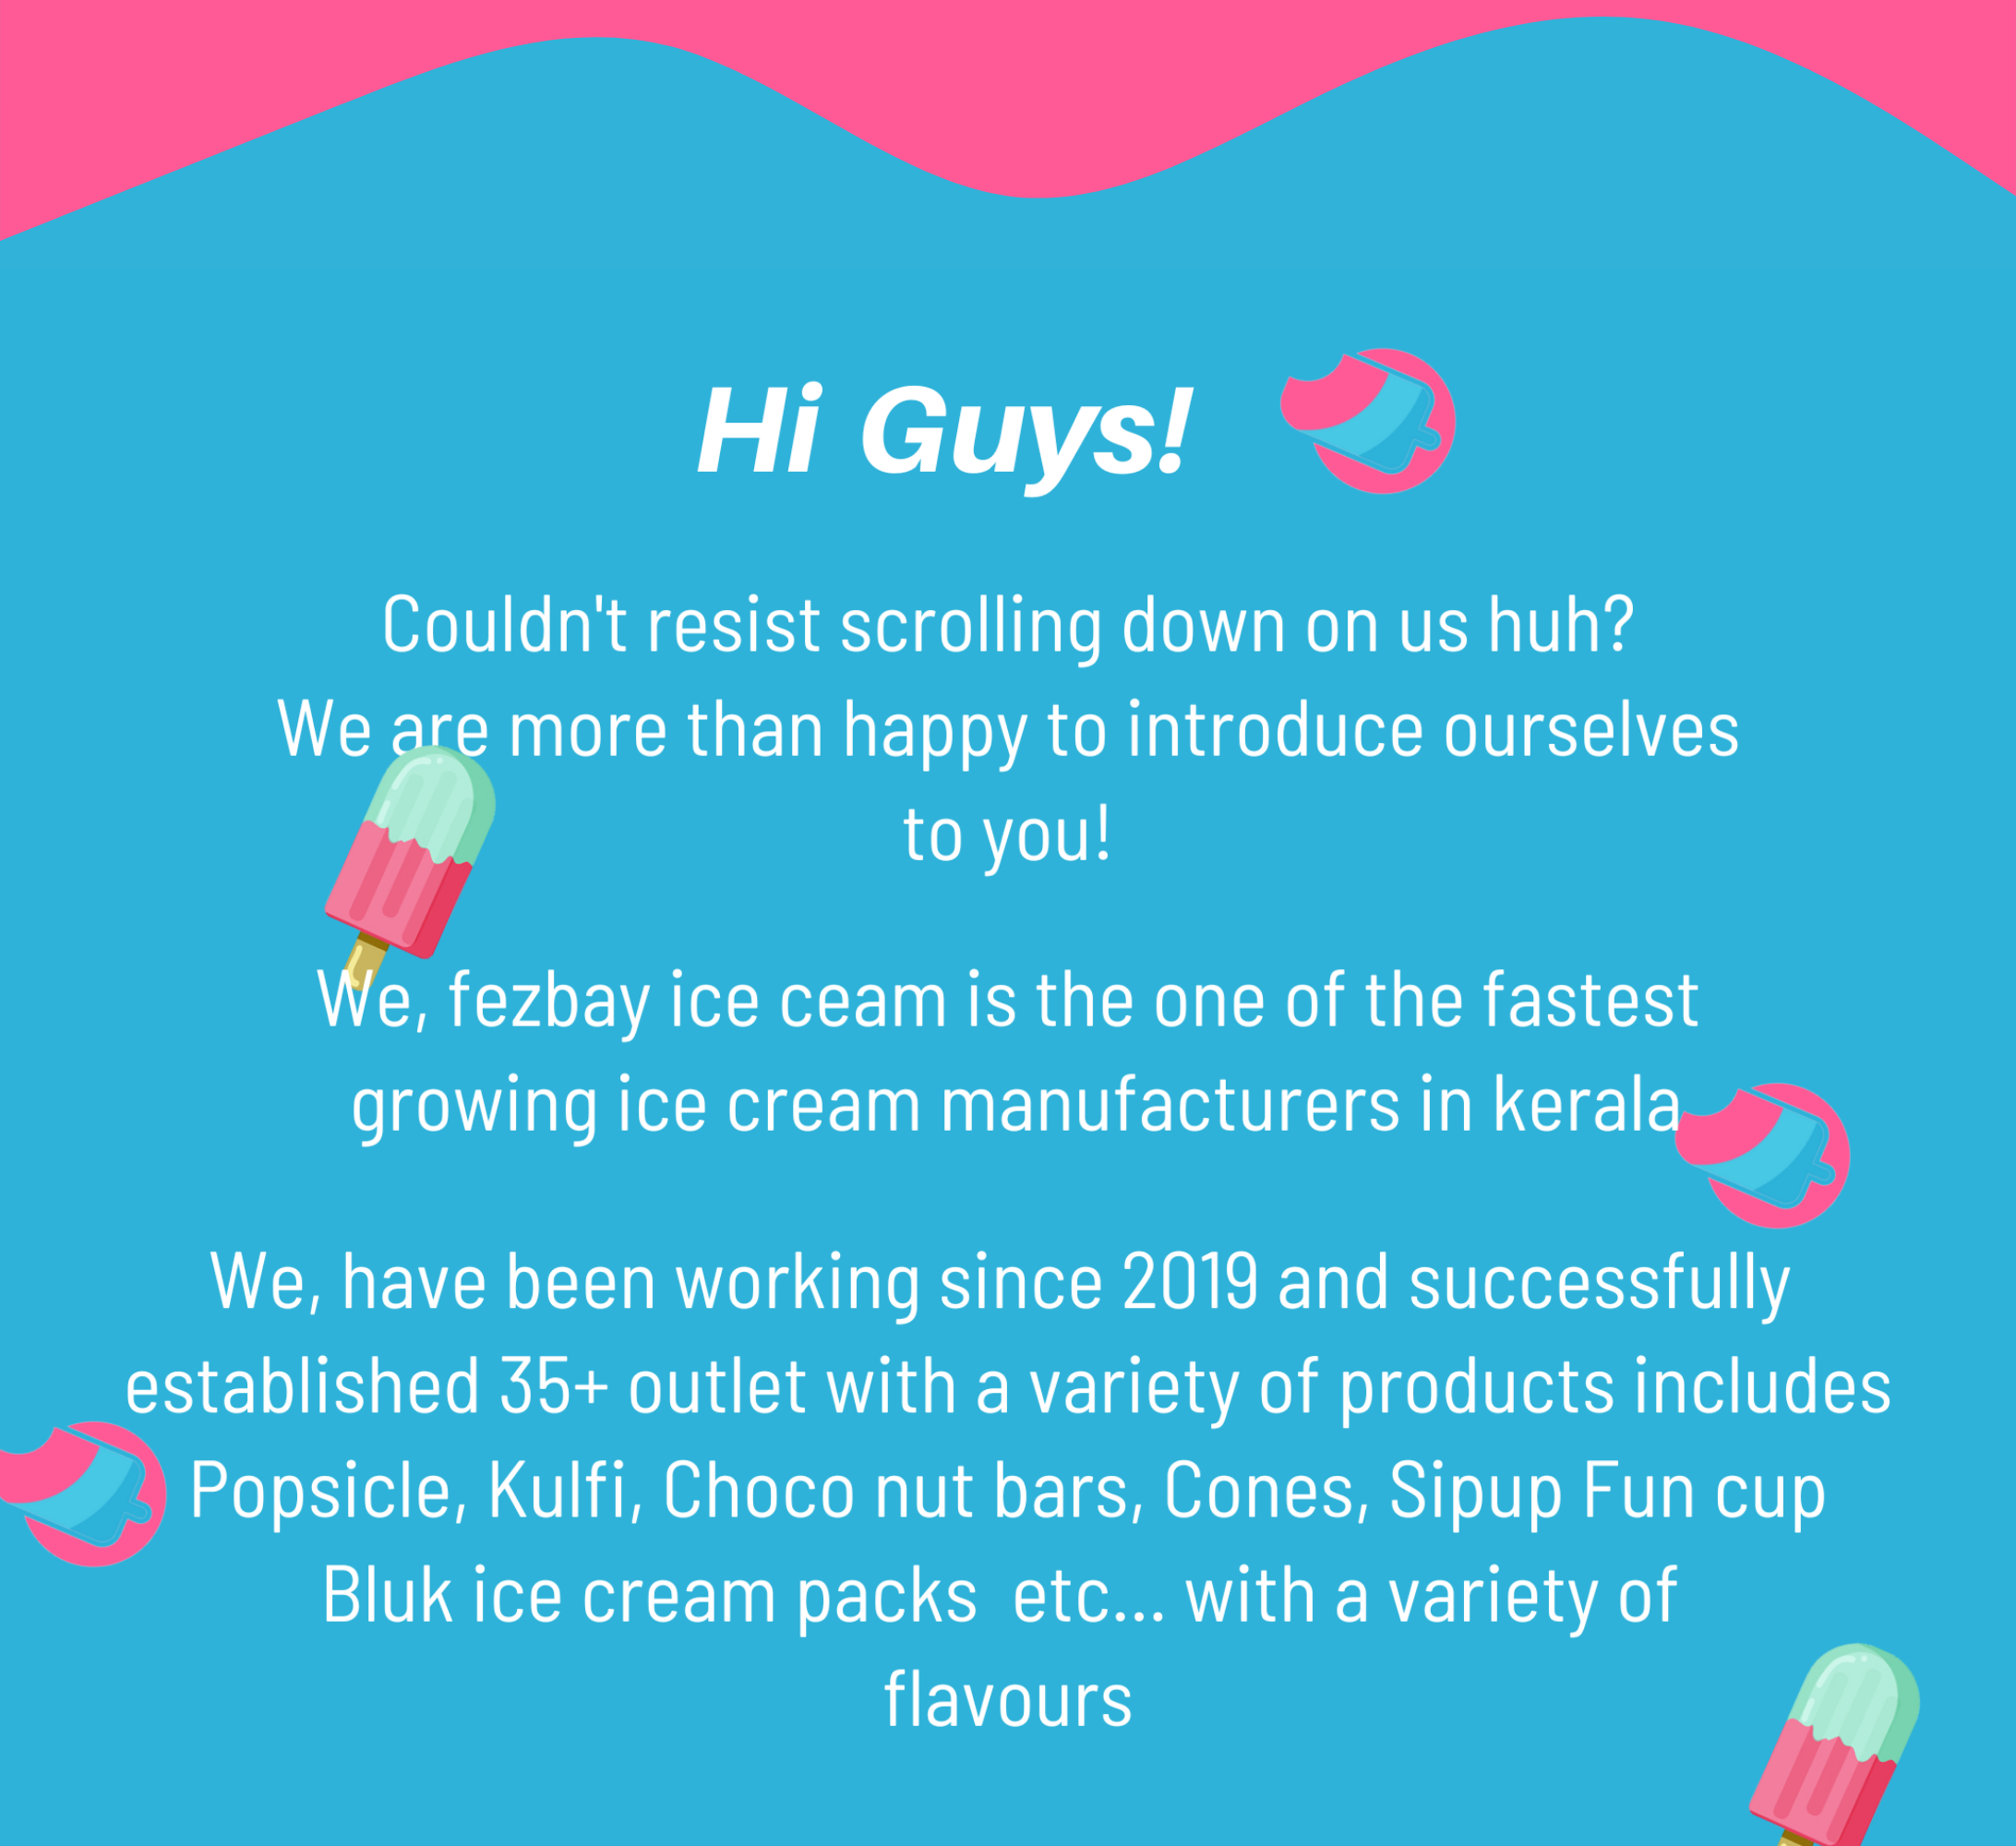 Hi Guys!
Couldn't resist scrolling down on us huh?
We are more than happy to introduce ourselves
to you!
We, fezbay ice ceam is the one of the fastest
growing ice cream manufacturers in kerala
We, have been working since 2019 and successfully
established 35+ outlet with a variety of products includes
Popsicle, Kulfi, Choco nut bars, Cones, Sipup Fun cup
Bluk ice cream packs  etc... with a variety of
flavours